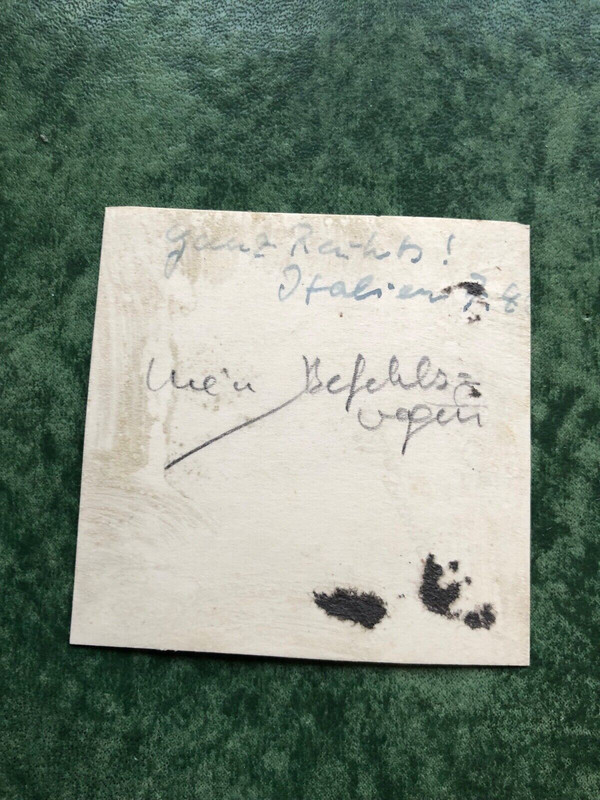 Ganz Rechts!
Italien
Mein Befehls=
wagen